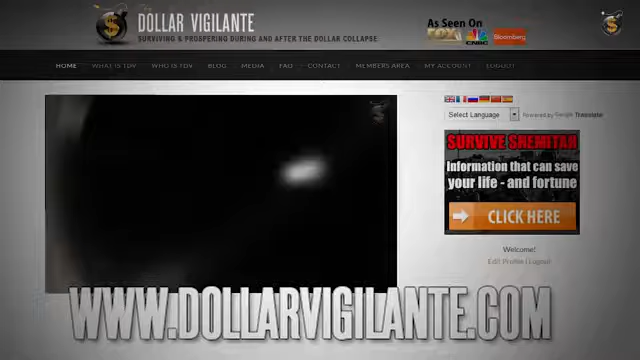 The
DOLLAR VIGILANTE
SURVIVING & PROSPERING DURING AND AFTER THE DOLLAR COLLAPSE
As Seen On
FOX
CNBC
Bloomberg
HOME WHAT IS TDV WHO IS TDV BLOG MEDIA FAQ CONTACT MEMBERS AREA MY ACCOUNT LOGOUT
Select Language
Powered by Google Translate
SURVIVE SHEMITAH
Information that can save
your life - and fortune
CLICK HERE
Welcome!
Edit Profile | Logout
WWW.DOLLARVIGILANTE.COM